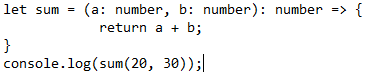 let sum = (a: number, b: number): number => {
            return a + b;
}
console.log(sum(20, 30));